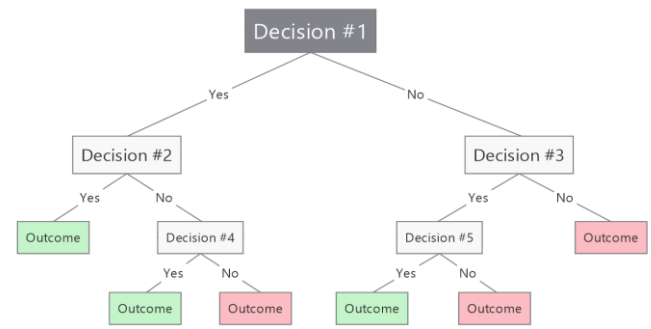 Decision #1
Yes
No
Decision #2
Decision #3
Yes
No
Yes
No
Outcome
Decision #4
Decision #5
Outcome
Yes
No
Yes
No
Outcome
Outcome
Outcome
Outcome